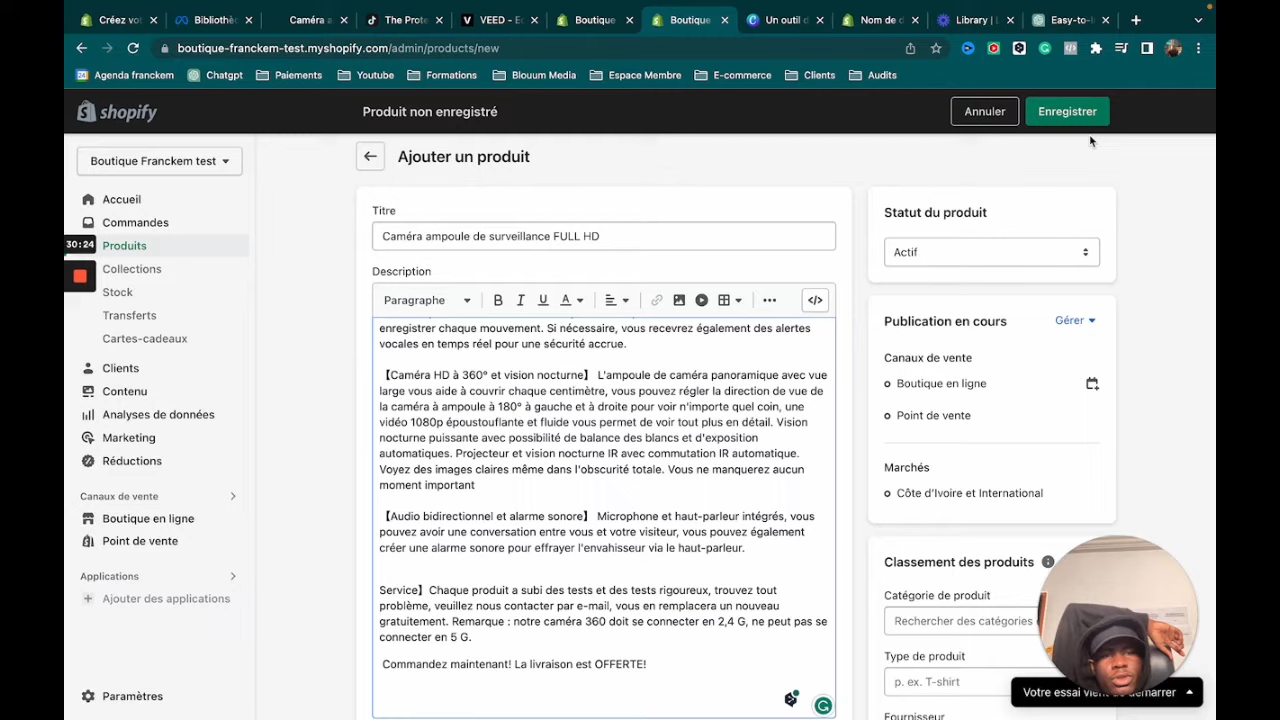 Créez vot
Bibliothè
Caméra a
The Prote
VEED - Ec
Boutique
Boutique
Un outil d
Nom de d
Library | L
Easy-to-l
boutique-franckem-test.myshopify.com/admin/products/new
Agenda franckem
Chatgpt
Paiements
Youtube
Formations
Blouum Media
Espace Membre
E-commerce
Clients
Audits
shopify
Produit non enregistré
Annuler
Enregistrer
Boutique Franckem test
Accueil
Commandes
30:24
Produits
Collections
Stock
Transferts
Cartes-cadeaux
Clients
Contenu
Analyses de données
Marketing
Réductions
Canaux de vente
Boutique en ligne
Point de vente
Applications
Ajouter des applications
Paramètres
Ajouter un produit
Titre
Caméra ampoule de surveillance FULL HD
Description
Paragraphe
B I U A
enregistrer chaque mouvement. Si nécessaire, vous recevrez également des alertes
vocales en temps réel pour une sécurité accrue.
【Caméra HD à 360° et vision nocturne】 L'ampoule de caméra panoramique avec vue
large vous aide à couvrir chaque centimètre, vous pouvez régler la direction de vue de
la caméra à ampoule à 180° à gauche et à droite pour voir n'importe quel coin, une
vidéo 1080p époustouflante et fluide vous permet de voir tout plus en détail. Vision
nocturne puissante avec possibilité de balance des blancs et d'exposition
automatiques. Projecteur et vision nocturne IR avec commutation IR automatique.
Voyez des images claires même dans l'obscurité totale. Vous ne manquerez aucun
moment important
【Audio bidirectionnel et alarme sonore】 Microphone et haut-parleur intégrés, vous
pouvez avoir une conversation entre vous et votre visiteur, vous pouvez également
créer une alarme sonore pour effrayer l'envahisseur via le haut-parleur.
Service】Chaque produit a subi des tests et des tests rigoureux, trouvez tout
problème, veuillez nous contacter par e-mail, vous en remplacera un nouveau
gratuitement. Remarque : notre caméra 360 doit se connecter en 2,4 G, ne peut pas se
connecter en 5 G.
Commandez maintenant! La livraison est OFFERTE!
Statut du produit
Actif
Publication en cours
Gérer
Canaux de vente
Boutique en ligne
Point de vente
Marchés
Côte d'Ivoire et International
Classement des produits
Catégorie de produit
Rechercher des catégories
Type de produit
p. ex. T-shirt
Votre essai vient de démarrer
Fournisseur